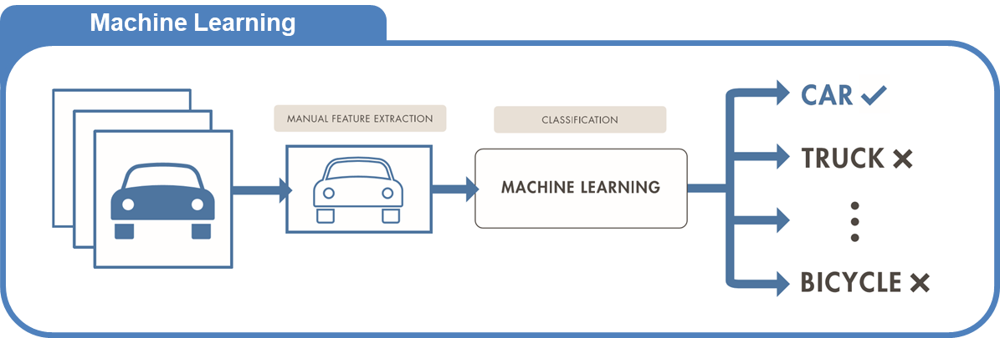 Machine Learning
MANUAL FEATURE EXTRACTION
CLASSIFICATION
MACHINE LEARNING
CAR
TRUCK
BICYCLE